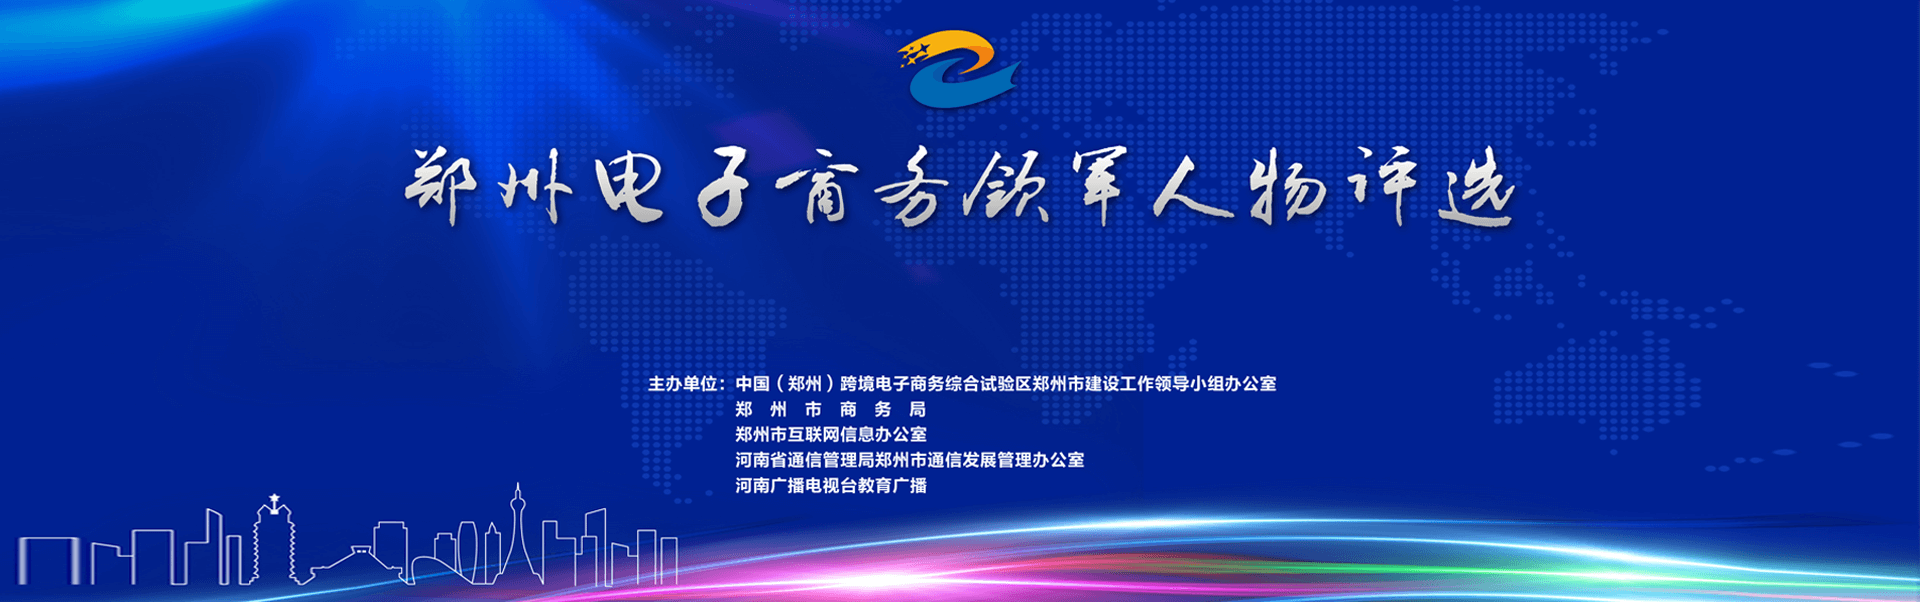 郑州电子商务领军人物评选
主办单位：中国（郑州）跨境电子商务综合试验区郑州市建设工作领导小组办公室
郑州市商务局
郑州市互联网信息办公室
河南省通信管理局郑州市通信发展管理办公室
河南广播电视台教育广播